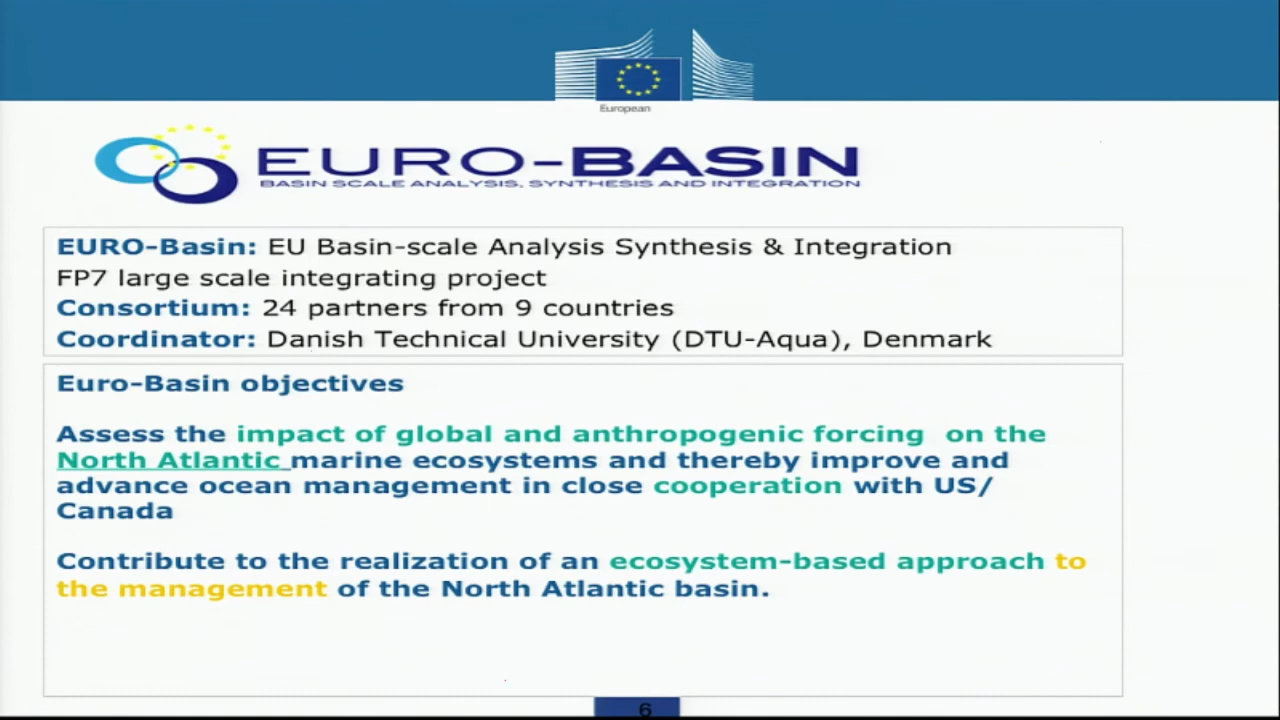 European
EURO-BASIN
BASIN SCALE ANALYSIS, SYNTHESIS AND INTEGRATION
EURO-Basin: EU Basin-scale Analysis Synthesis & Integration
FP7 large scale integrating project
Consortium: 24 partners from 9 countries
Coordinator: Danish Technical University (DTU-Aqua), Denmark
Euro-Basin objectives
Assess the impact of global and anthropogenic forcing on the
North Atlantic marine ecosystems and thereby improve and
advance ocean management in close cooperation with US/
Canada
Contribute to the realization of an ecosystem-based approach to
the management of the North Atlantic basin.
6